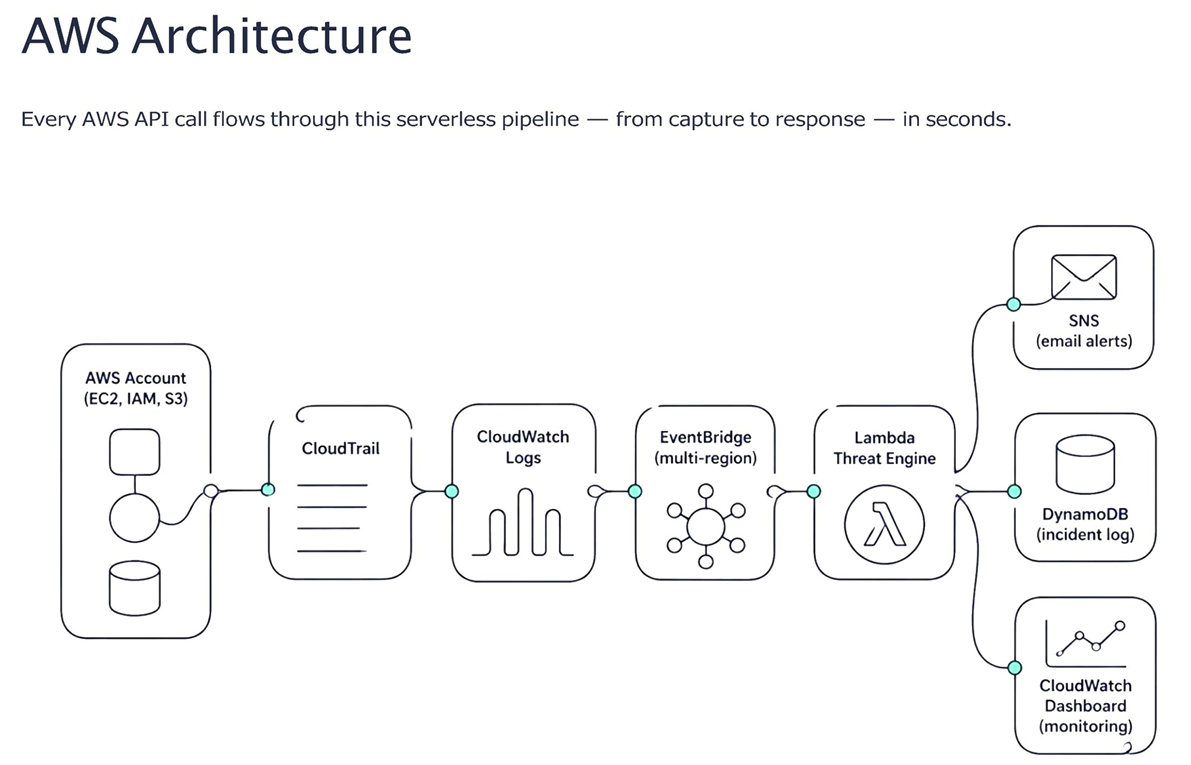 AWS Architecture
Every AWS API call flows through this serverless pipeline — from capture to response — in seconds.
AWS Account
(EC2, IAM, S3)
CloudTrail
CloudWatch
Logs
EventBridge
(multi-region)
Lambda
Threat Engine
λ
SNS
(email alerts)
DynamoDB
(incident log)
CloudWatch
Dashboard
(monitoring)